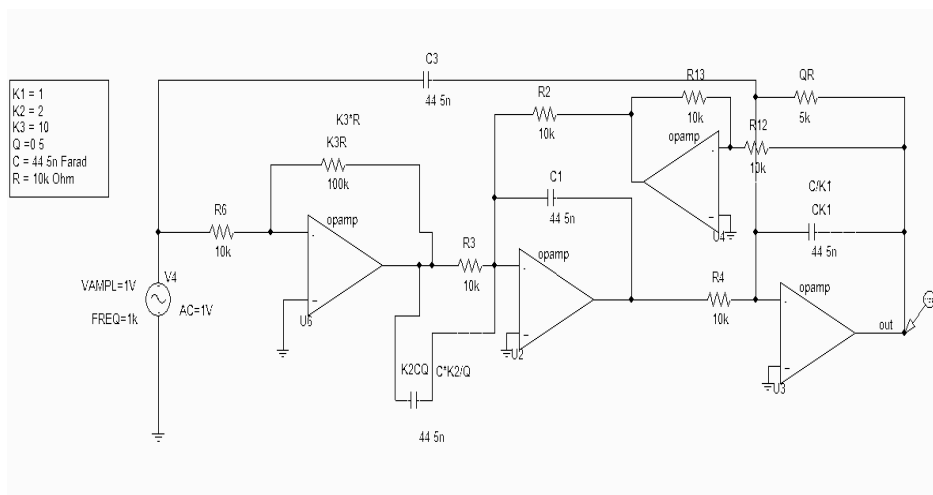 C3
44 5n
K1 = 1
K2 = 2
K3 = 10
Q =0 5
C = 44 5n Farad
R = 10k Ohm
R13
10k
QR
5k
R2
10k
opamp
R12
10k
K3*R
K3R
100k
C1
44 5n
U4
C/K1
CK1
44 5n
R6
10k
opamp
U6
R3
10k
opamp
U2
R4
10k
opamp
U3
out
V4
VAMPL=1V
FREQ=1k
AC=1V
K2CQ C*K2/Q
44 5n